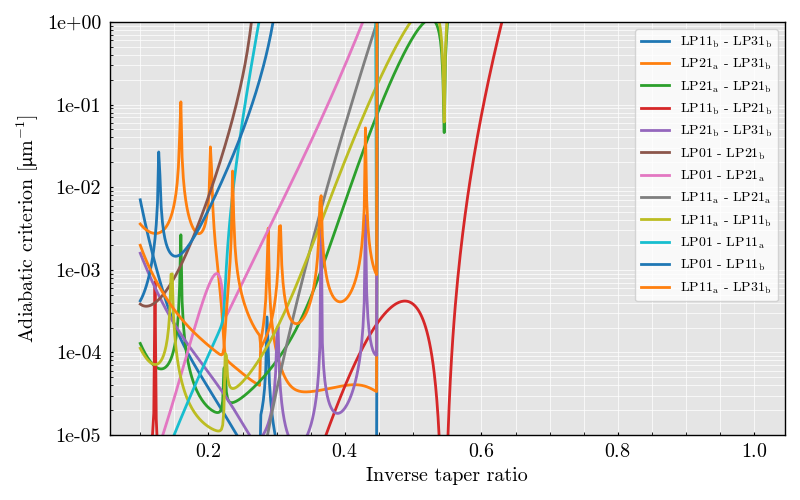 1e+00
1e-01
1e-02
1e-03
1e-04
1e-05
Adiabatic criterion [μm⁻¹]
0.2 0.4 0.6 0.8 1.0
Inverse taper ratio
LP11b - LP31b
LP21a - LP31b
LP21a - LP21b
LP11b - LP21b
LP21b - LP31b
LP01 - LP21b
LP01 - LP21a
LP11a - LP21a
LP11a - LP11b
LP01 - LP11a
LP01 - LP11b
LP11a - LP31b